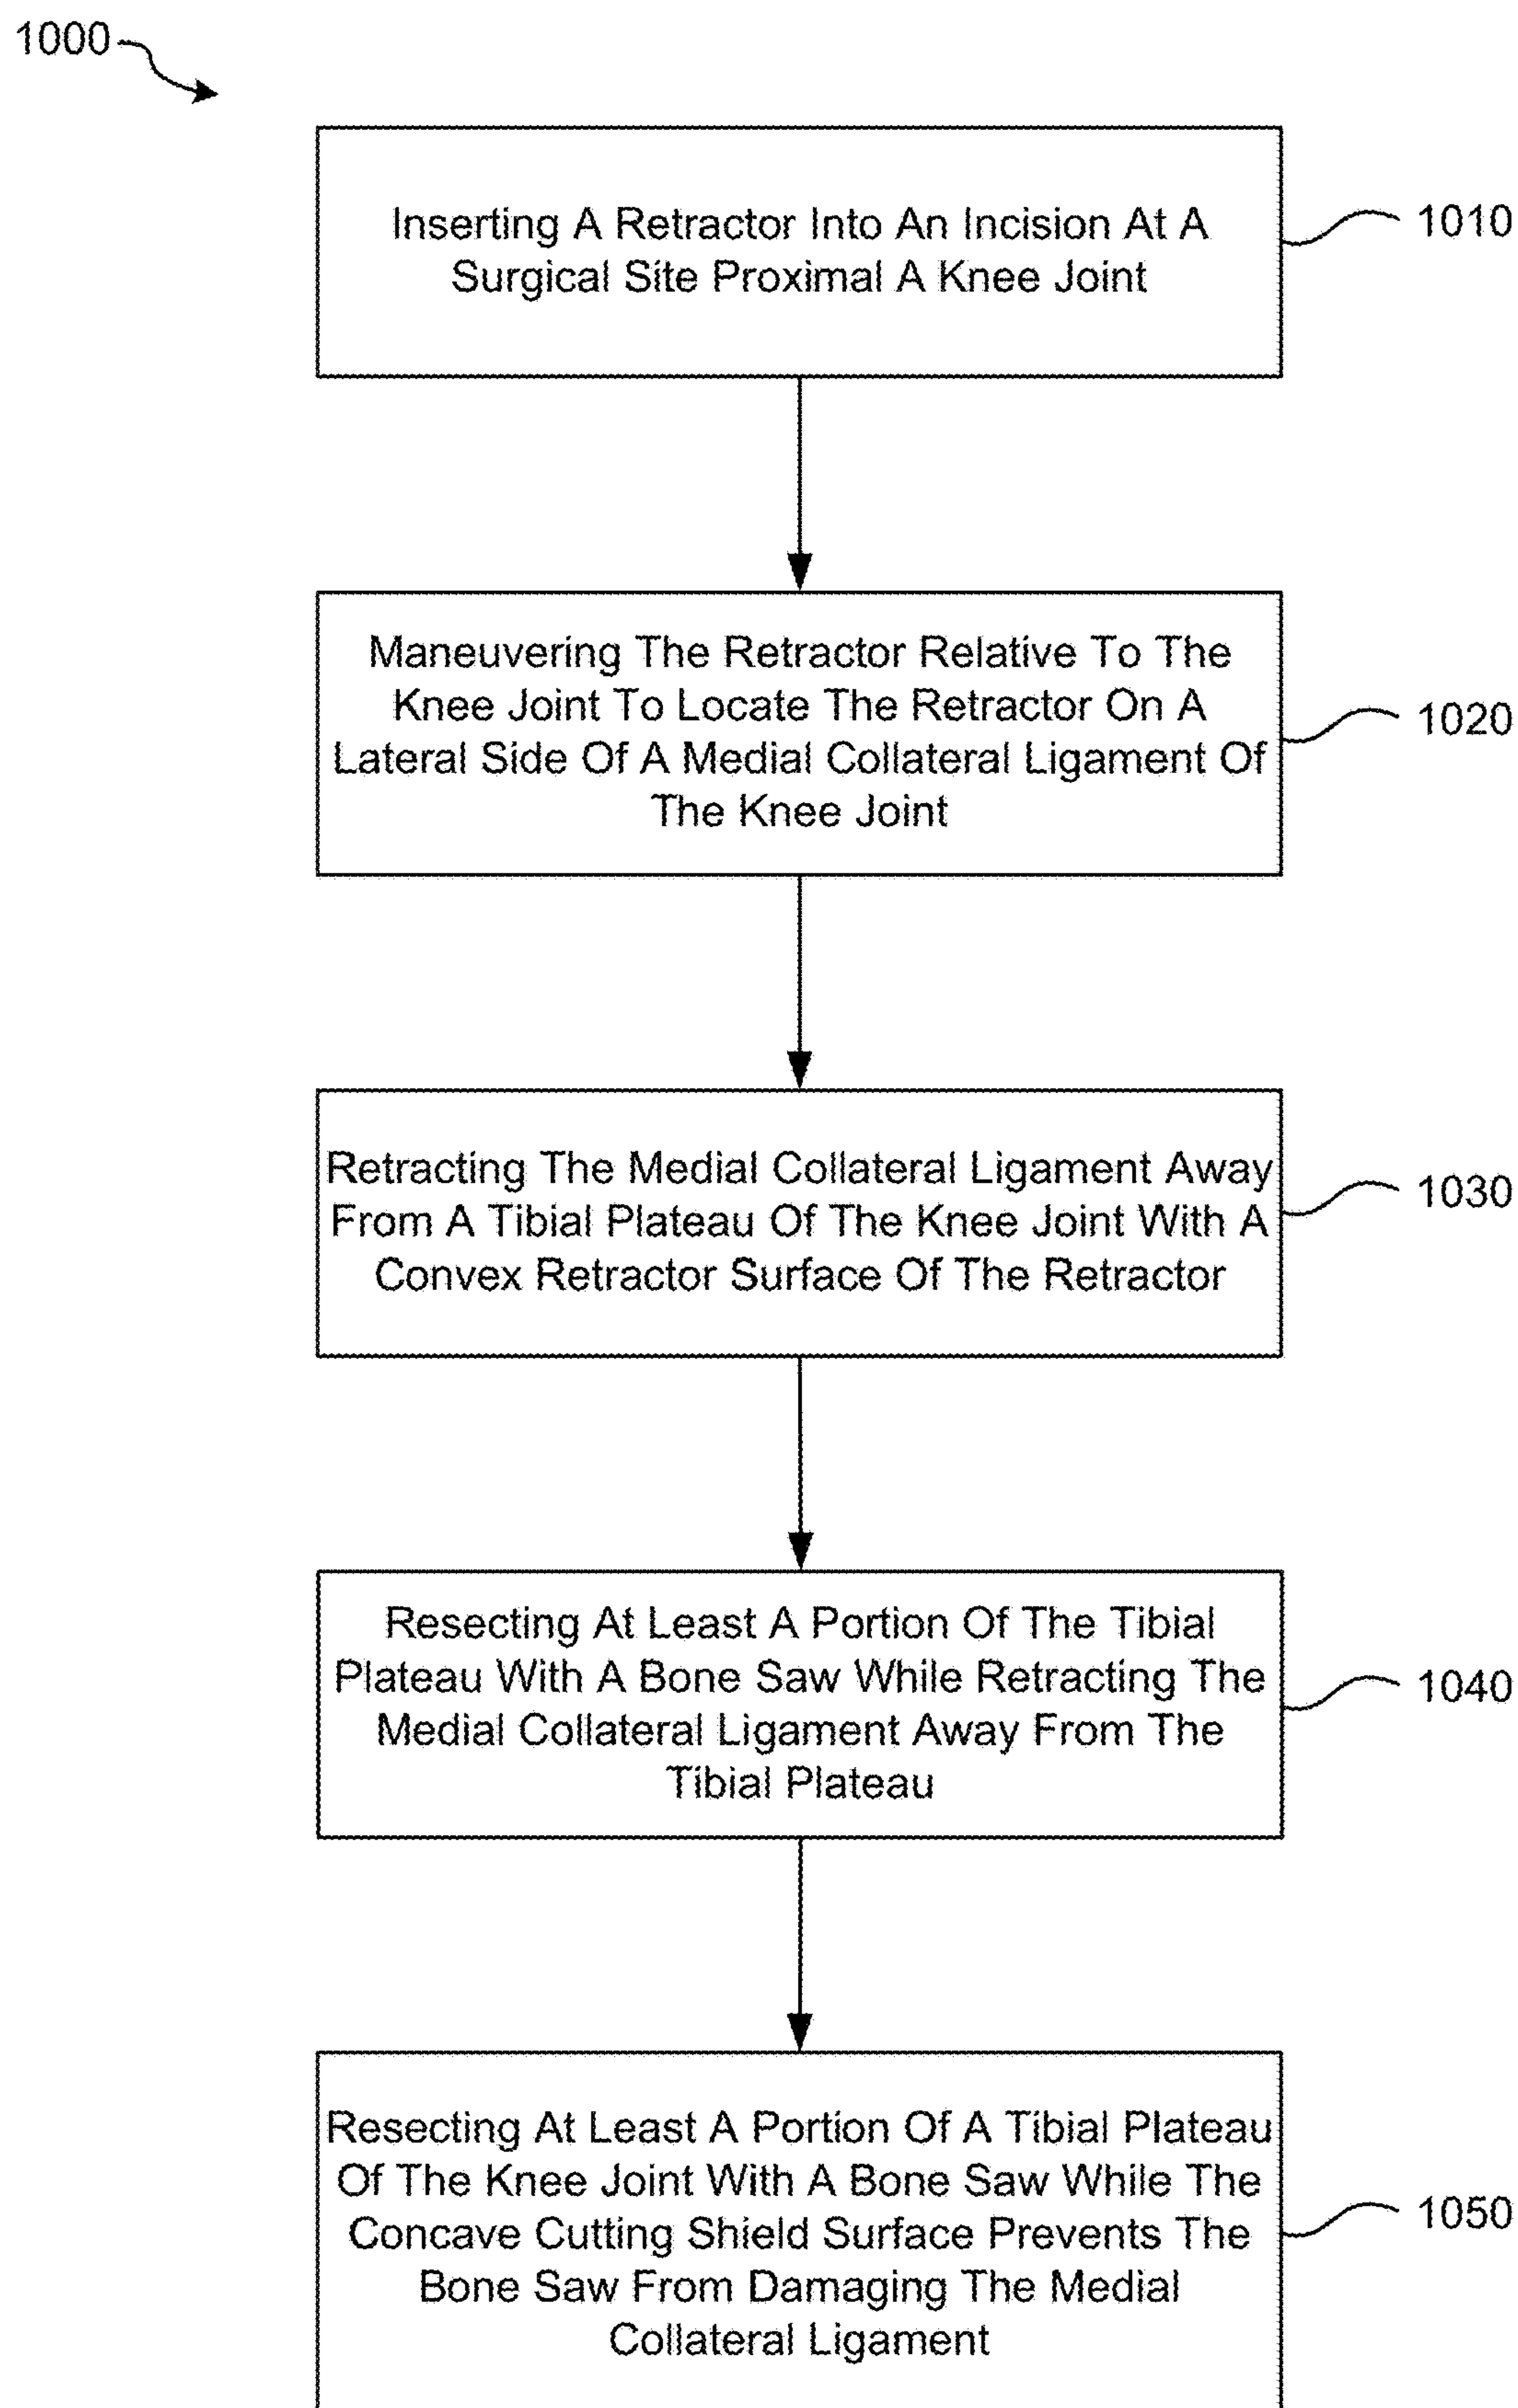 1000
Inserting A Retractor Into An Incision At A
Surgical Site Proximal A Knee Joint
1010
Maneuvering The Retractor Relative To The
Knee Joint To Locate The Retractor On A
Lateral Side Of A Medial Collateral Ligament Of
The Knee Joint
1020
Retracting The Medial Collateral Ligament Away
From A Tibial Plateau Of The Knee Joint With A
Convex Retractor Surface Of The Retractor
1030
Resecting At Least A Portion Of The Tibial
Plateau With A Bone Saw While Retracting The
Medial Collateral Ligament Away From The
Tibial Plateau
1040
Resecting At Least A Portion Of A Tibial Plateau
Of The Knee Joint With A Bone Saw While The
Concave Cutting Shield Surface Prevents The
Bone Saw From Damaging The Medial
Collateral Ligament
1050